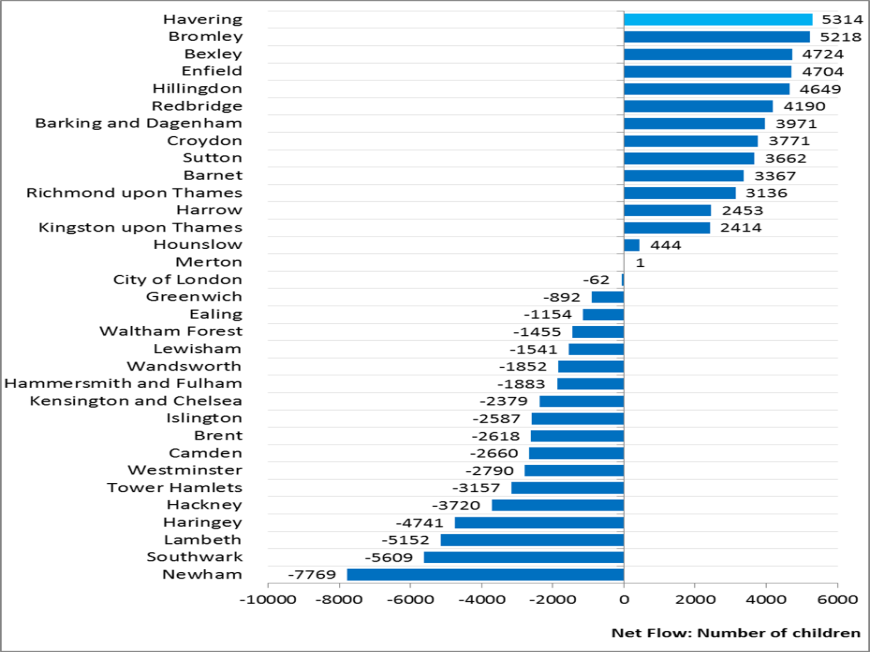 Havering 5314
Bromley 5218
Bexley 4724
Enfield 4704
Hillingdon 4649
Redbridge 4190
Barking and Dagenham 3971
Croydon 3771
Sutton 3662
Barnet 3367
Richmond upon Thames 3136
Harrow 2453
Kingston upon Thames 2414
Hounslow 444
Merton 1
City of London -62
Greenwich -892
Ealing -1154
Waltham Forest -1455
Lewisham -1541
Wandsworth -1852
Hammersmith and Fulham -1883
Kensington and Chelsea -2379
Islington -2587
Brent -2618
Camden -2660
Westminster -2790
Tower Hamlets -3157
Hackney -3720
Haringey -4741
Lambeth -5152
Southwark -5609
Newham -7769
-10000 -8000 -6000 -4000 -2000 0 2000 4000 6000
Net Flow: Number of children